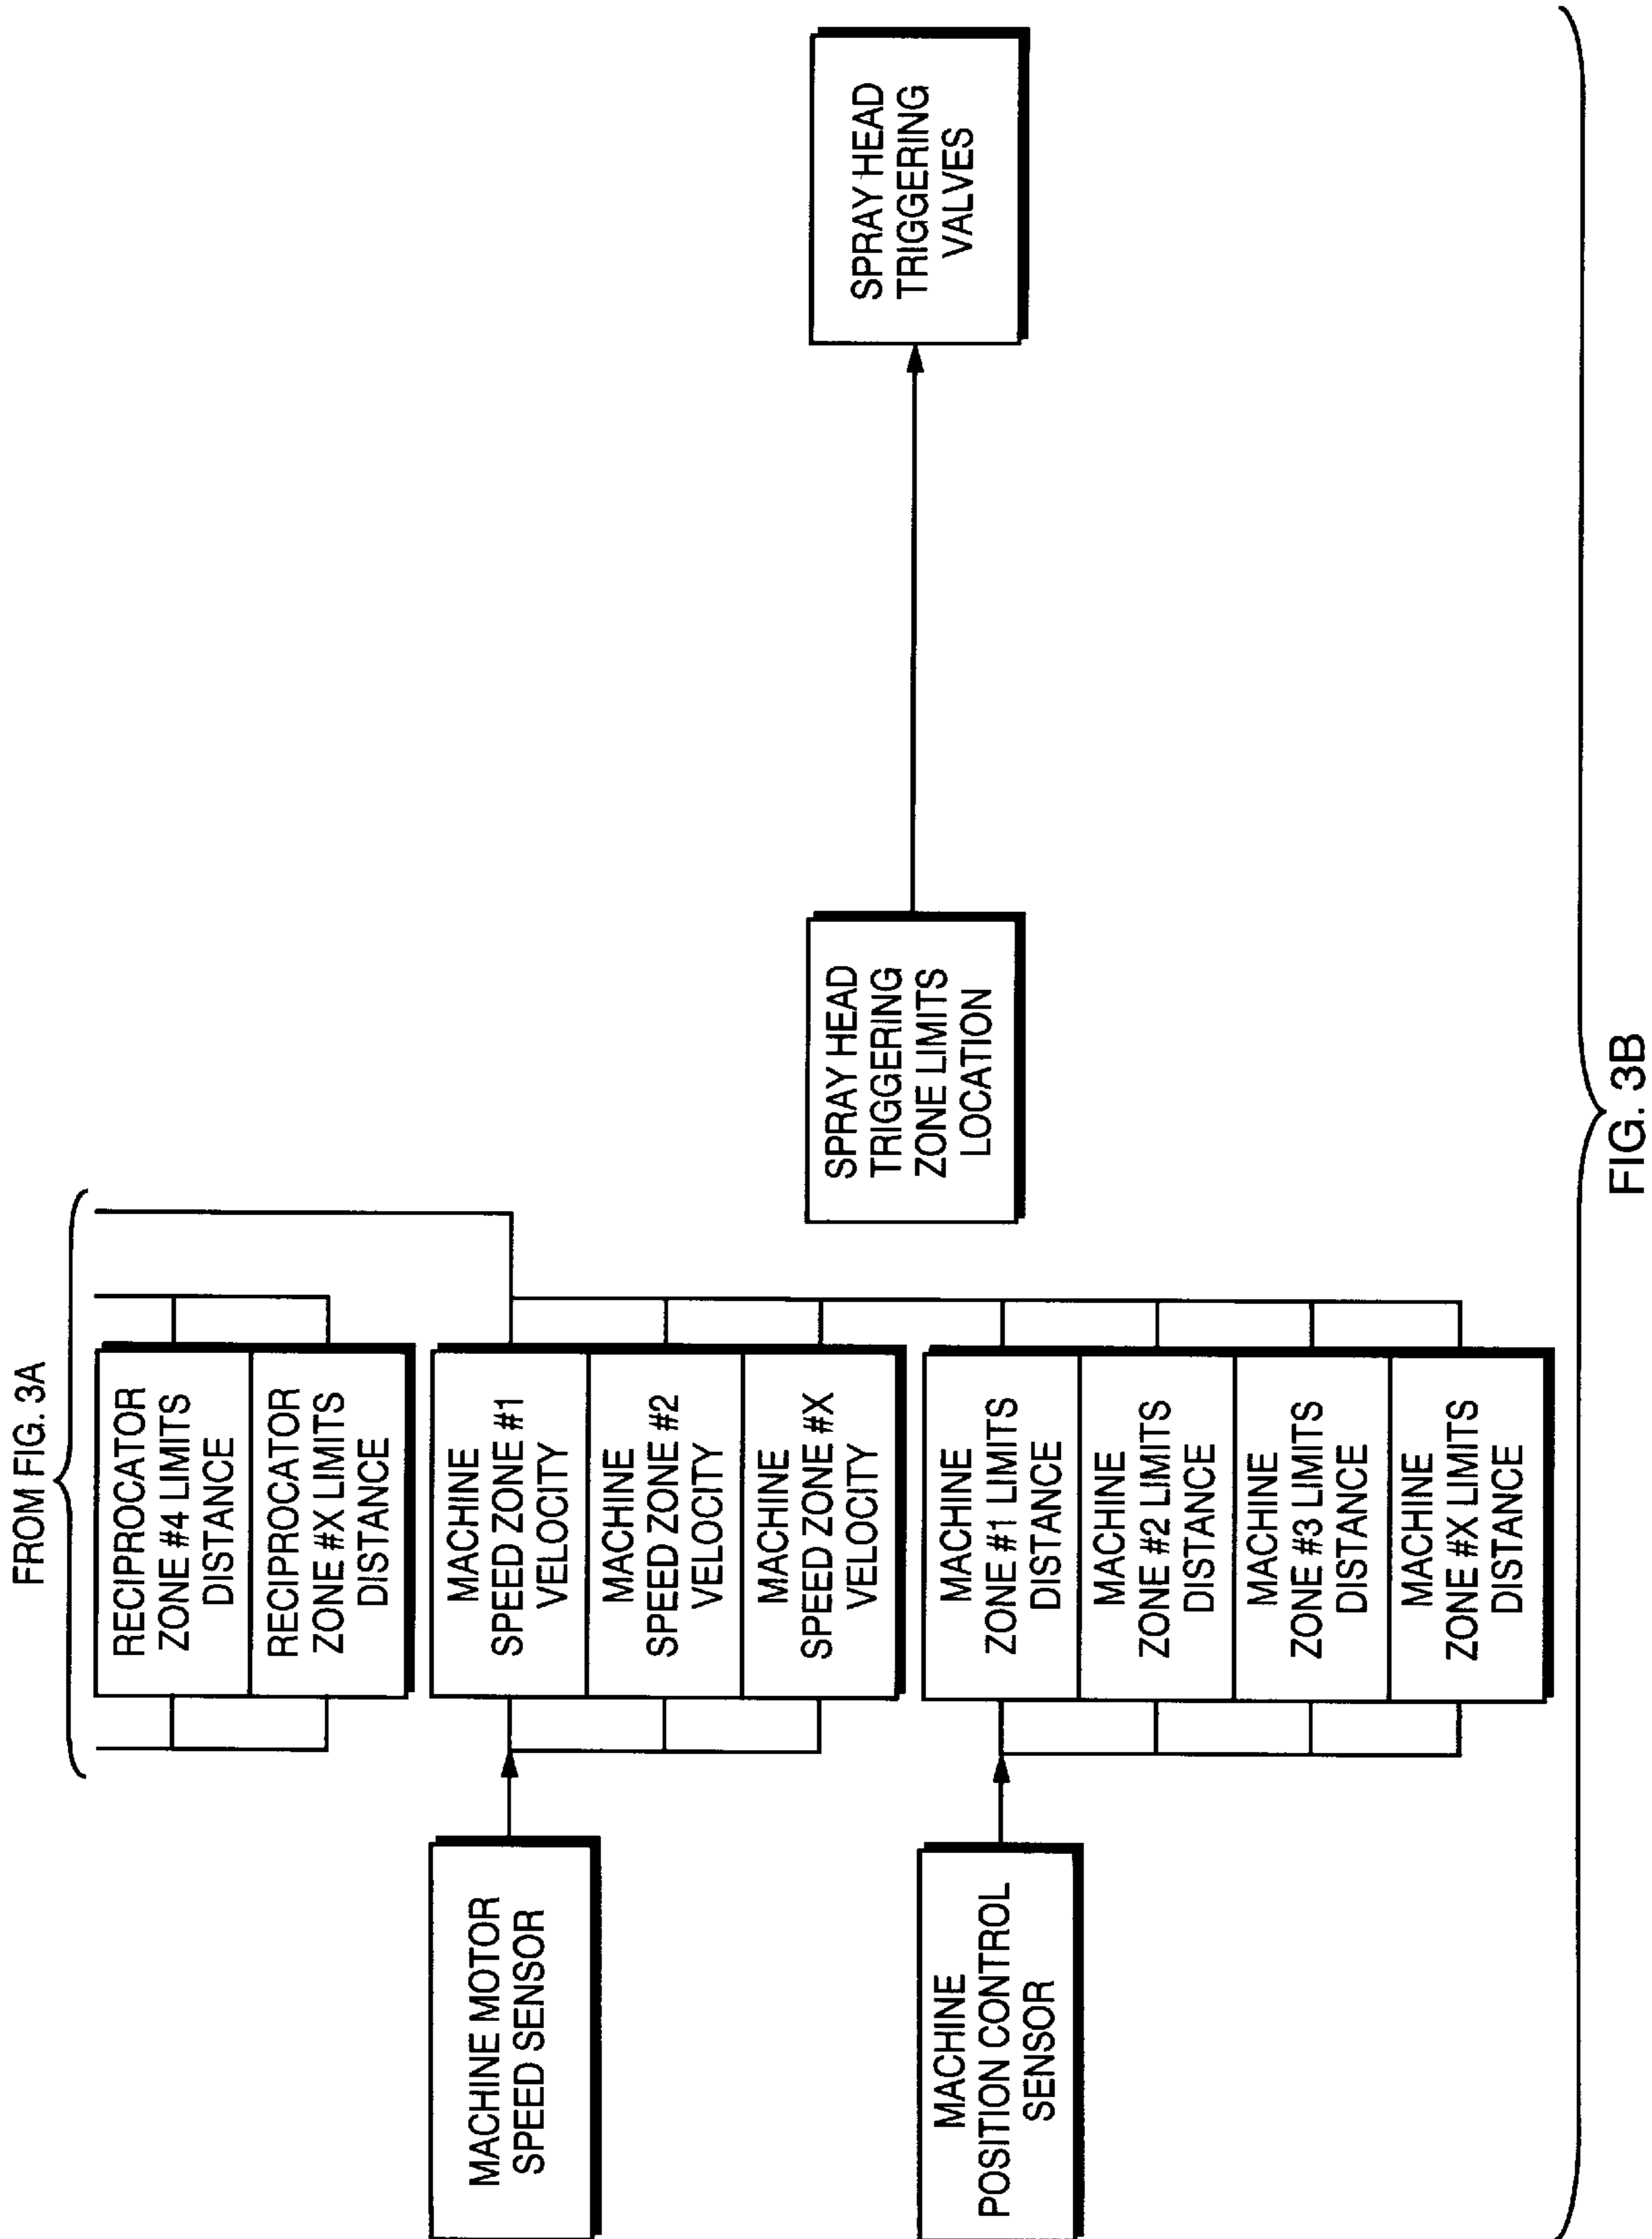 FROM FIG. 3A
RECIPROCATOR
ZONE #4 LIMITS
DISTANCE
RECIPROCATOR
ZONE #X LIMITS
DISTANCE
MACHINE MOTOR
SPEED SENSOR
MACHINE
SPEED ZONE #1
VELOCITY
MACHINE
SPEED ZONE #2
VELOCITY
MACHINE
SPEED ZONE #X
VELOCITY
MACHINE
POSITION CONTROL
SENSOR
MACHINE
ZONE #1 LIMITS
DISTANCE
MACHINE
ZONE #2 LIMITS
DISTANCE
MACHINE
ZONE #3 LIMITS
DISTANCE
MACHINE
ZONE #X LIMITS
DISTANCE
SPRAY HEAD
TRIGGERING
ZONE LIMITS
LOCATION
SPRAY HEAD
TRIGGERING
VALVES
FIG. 3B